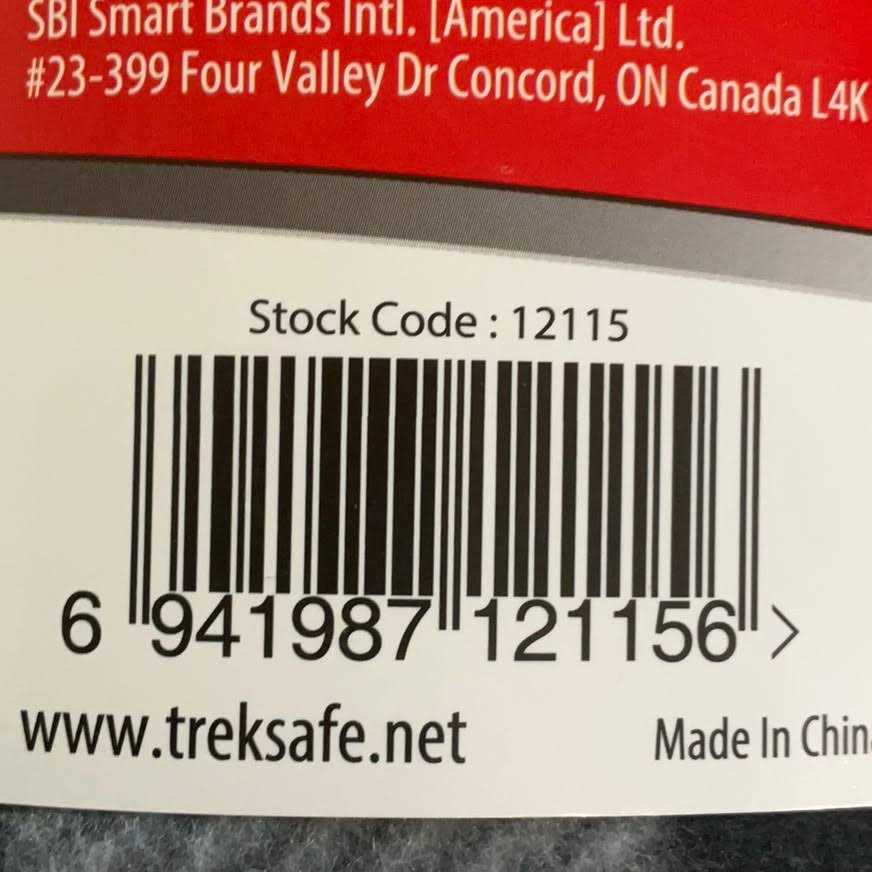 SBI Smart Brands Intl. [America] Ltd.
#23-399 Four Valley Dr Concord, ON Canada L4K
Stock Code : 12115
6 941987 121156 >
www.treksafe.net
Made In Chin